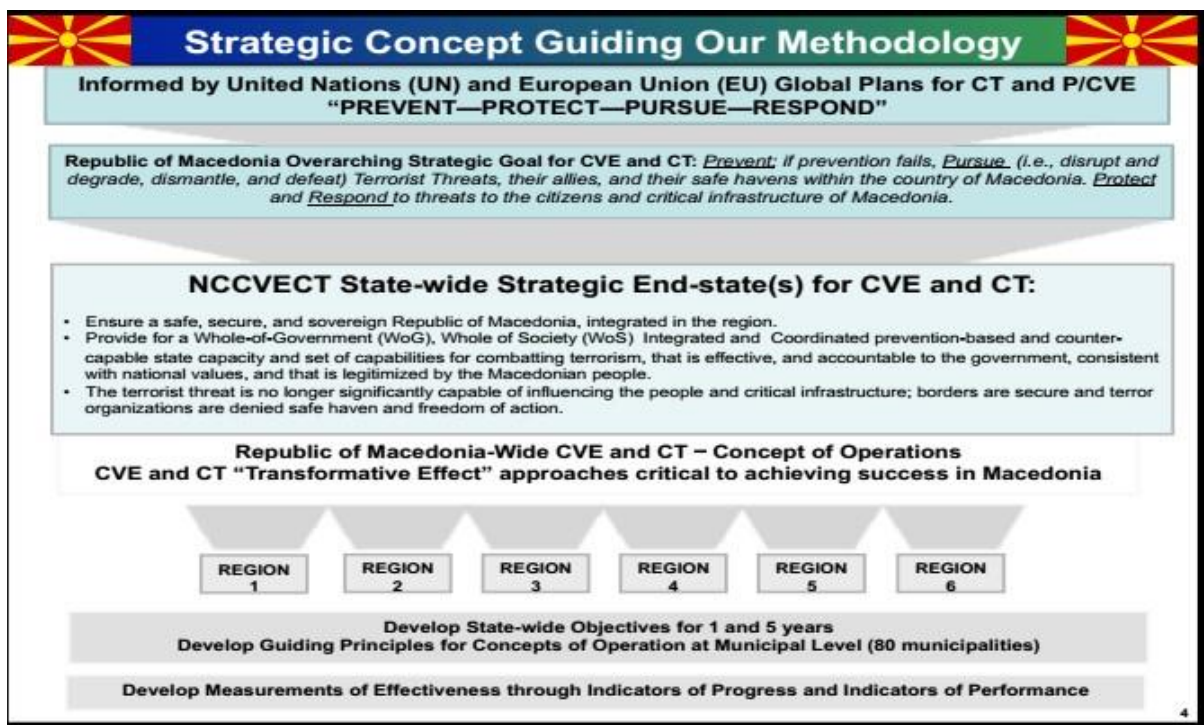 Strategic Concept Guiding Our Methodology
Informed by United Nations (UN) and European Union (EU) Global Plans for CT and P/CVE
“PREVENT—PROTECT—PURSUE—RESPOND”
Republic of Macedonia Overarching Strategic Goal for CVE and CT: Prevent; if prevention fails, Pursue (i.e., disrupt and
degrade, dismantle, and defeat) Terrorist Threats, their allies, and their safe havens within the country of Macedonia. Protect
and Respond to threats to the citizens and critical infrastructure of Macedonia.
NCCVECT State-wide Strategic End-state(s) for CVE and CT:
• Ensure a safe, secure, and sovereign Republic of Macedonia, integrated in the region.
• Provide for a Whole-of-Government (WoG), Whole of Society (WoS) Integrated and Coordinated prevention-based and counter-
capable state capacity and set of capabilities for combatting terrorism, that is effective, and accountable to the government, consistent
with national values, and that is legitimized by the Macedonian people.
• The terrorist threat is no longer significantly capable of influencing the people and critical infrastructure; borders are secure and terror
organizations are denied safe haven and freedom of action.
Republic of Macedonia-Wide CVE and CT – Concept of Operations
CVE and CT “Transformative Effect” approaches critical to achieving success in Macedonia
REGION
1
REGION
2
REGION
3
REGION
4
REGION
5
REGION
6
Develop State-wide Objectives for 1 and 5 years
Develop Guiding Principles for Concepts of Operation at Municipal Level (80 municipalities)
Develop Measurements of Effectiveness through Indicators of Progress and Indicators of Performance
4